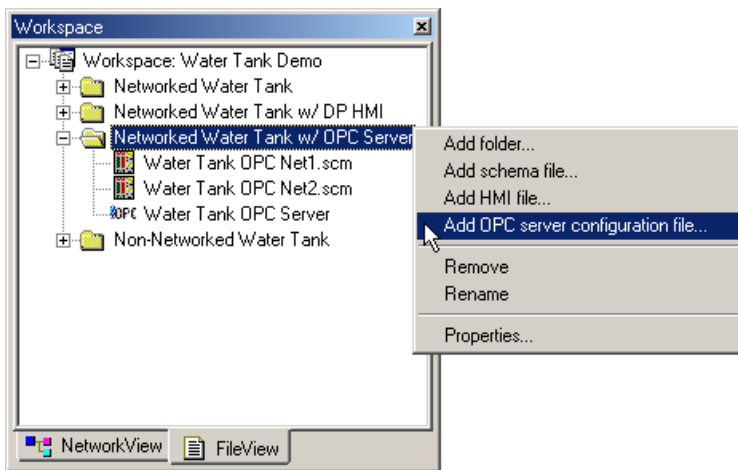 Workspace
Workspace: Water Tank Demo
Networked Water Tank
Networked Water Tank w/ DP HMI
Networked Water Tank w/ OPC Server
Water Tank OPC Net1.scm
Water Tank OPC Net2.scm
OPC Water Tank OPC Server
Non-Networked Water Tank
Add folder...
Add schema file...
Add HMI file...
Add OPC server configuration file...
Remove
Rename
Properties...
NetworkView
FileView